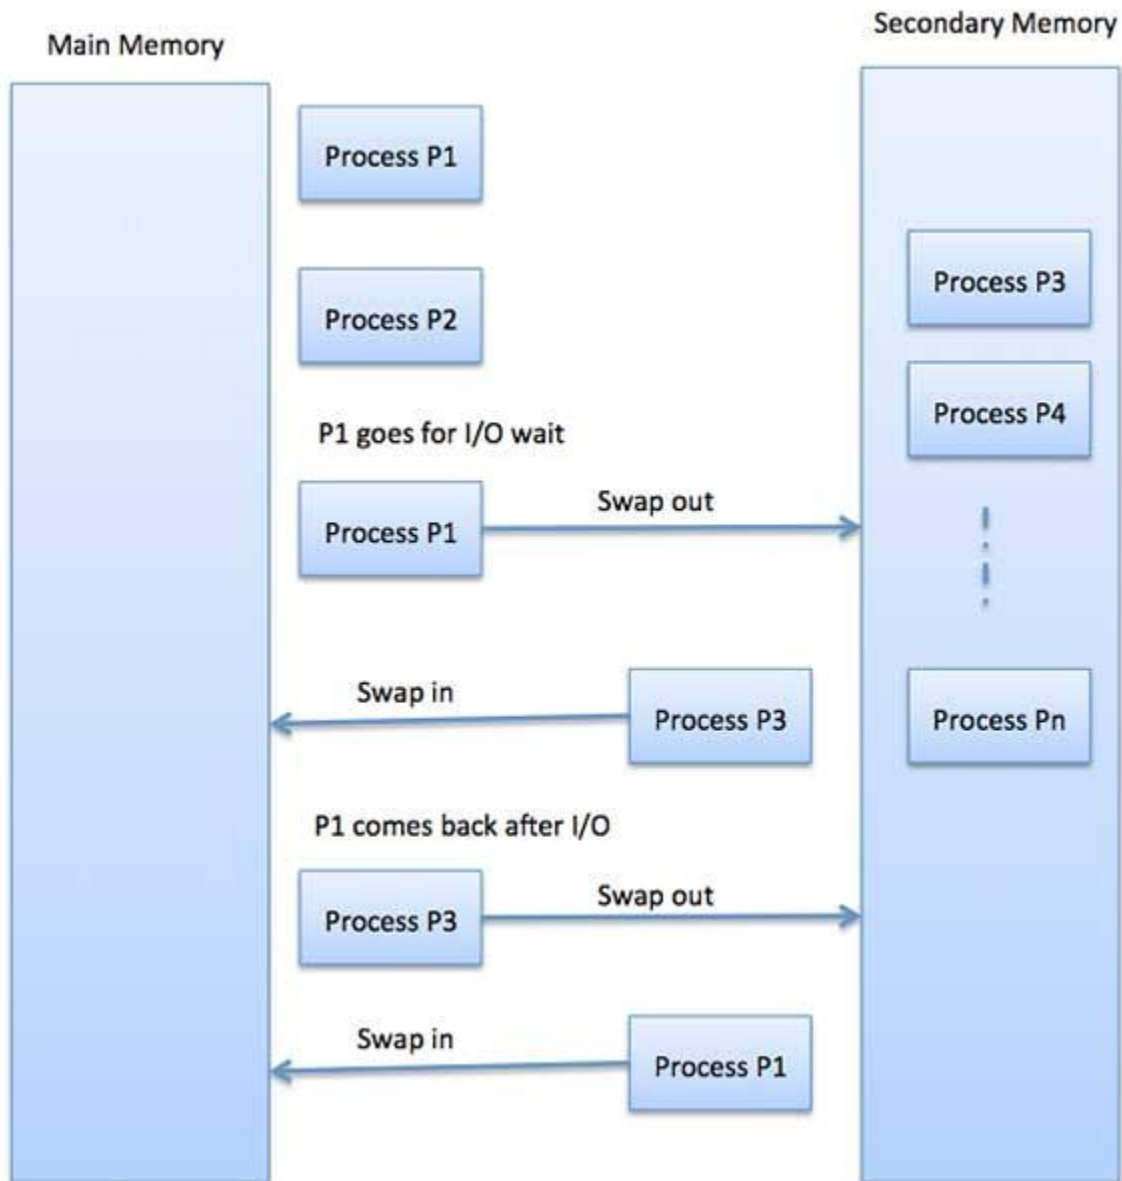 Main Memory
Secondary Memory
Process P1
Process P2
Process P3
Process P4
P1 goes for I/O wait
Process P1
Swap out
Swap in
Process P3
Process Pn
P1 comes back after I/O
Process P3
Swap out
Swap in
Process P1